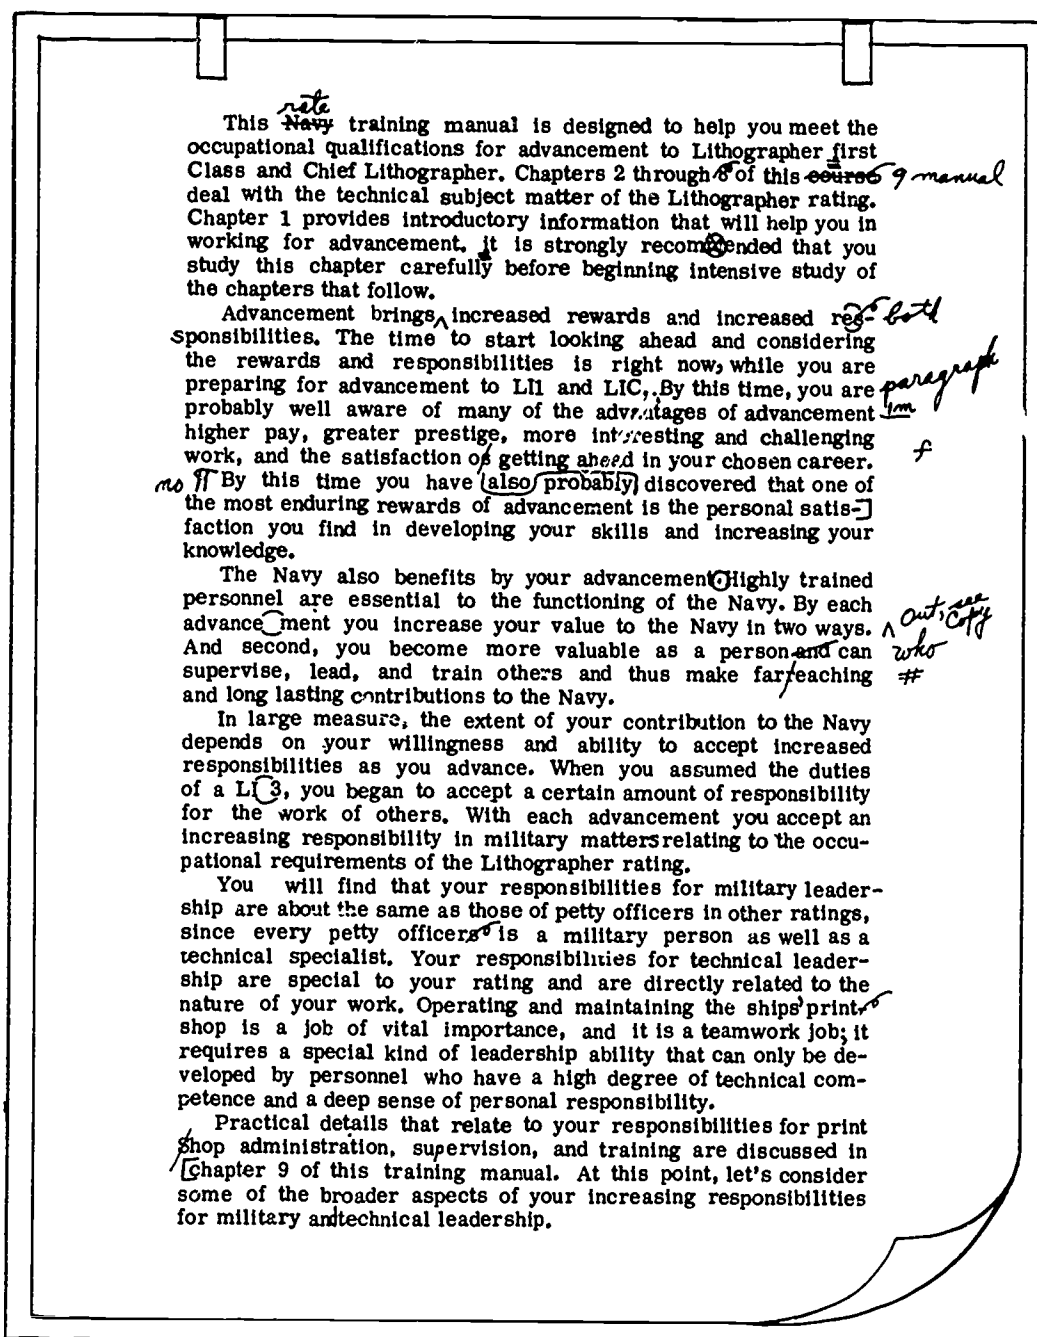 rate
This Navy training manual is designed to help you meet the
occupational qualifications for advancement to Lithographer first
Class and Chief Lithographer. Chapters 2 through 8 of this course 9 manual
deal with the technical subject matter of the Lithographer rating.
Chapter 1 provides introductory information that will help you in
working for advancement. it is strongly recommended that you
study this chapter carefully before beginning intensive study of
the chapters that follow.
Advancement brings increased rewards and increased res- both
sponsibilities. The time to start looking ahead and considering
the rewards and responsibilities is right now, while you are
preparing for advancement to LI1 and LIC,. By this time, you are paragraph
probably well aware of many of the advantages of advancement 1m
higher pay, greater prestige, more interesting and challenging
work, and the satisfaction of getting ahead in your chosen career. f
no ¶ By this time you have also probably discovered that one of
the most enduring rewards of advancement is the personal satis-
faction you find in developing your skills and increasing your
knowledge.
The Navy also benefits by your advancement. Highly trained
personnel are essential to the functioning of the Navy. By each
advance ment you increase your value to the Navy in two ways. Out, see Copy
And second, you become more valuable as a person and can who
supervise, lead, and train others and thus make far/eaching #
and long lasting contributions to the Navy.
In large measure, the extent of your contribution to the Navy
depends on your willingness and ability to accept increased
responsibilities as you advance. When you assumed the duties
of a LI 3, you began to accept a certain amount of responsibility
for the work of others. With each advancement you accept an
increasing responsibility in military matters relating to the occu-
pational requirements of the Lithographer rating.
You will find that your responsibilities for military leader-
ship are about the same as those of petty officers in other ratings,
since every petty officers is a military person as well as a
technical specialist. Your responsibilities for technical leader-
ship are special to your rating and are directly related to the
nature of your work. Operating and maintaining the ships' print-
shop is a job of vital importance, and it is a teamwork job; it
requires a special kind of leadership ability that can only be de-
veloped by personnel who have a high degree of technical com-
petence and a deep sense of personal responsibility.
Practical details that relate to your responsibilities for print
Shop administration, supervision, and training are discussed in
[chapter 9 of this training manual. At this point, let's consider
some of the broader aspects of your increasing responsibilities
for military andtechnical leadership.